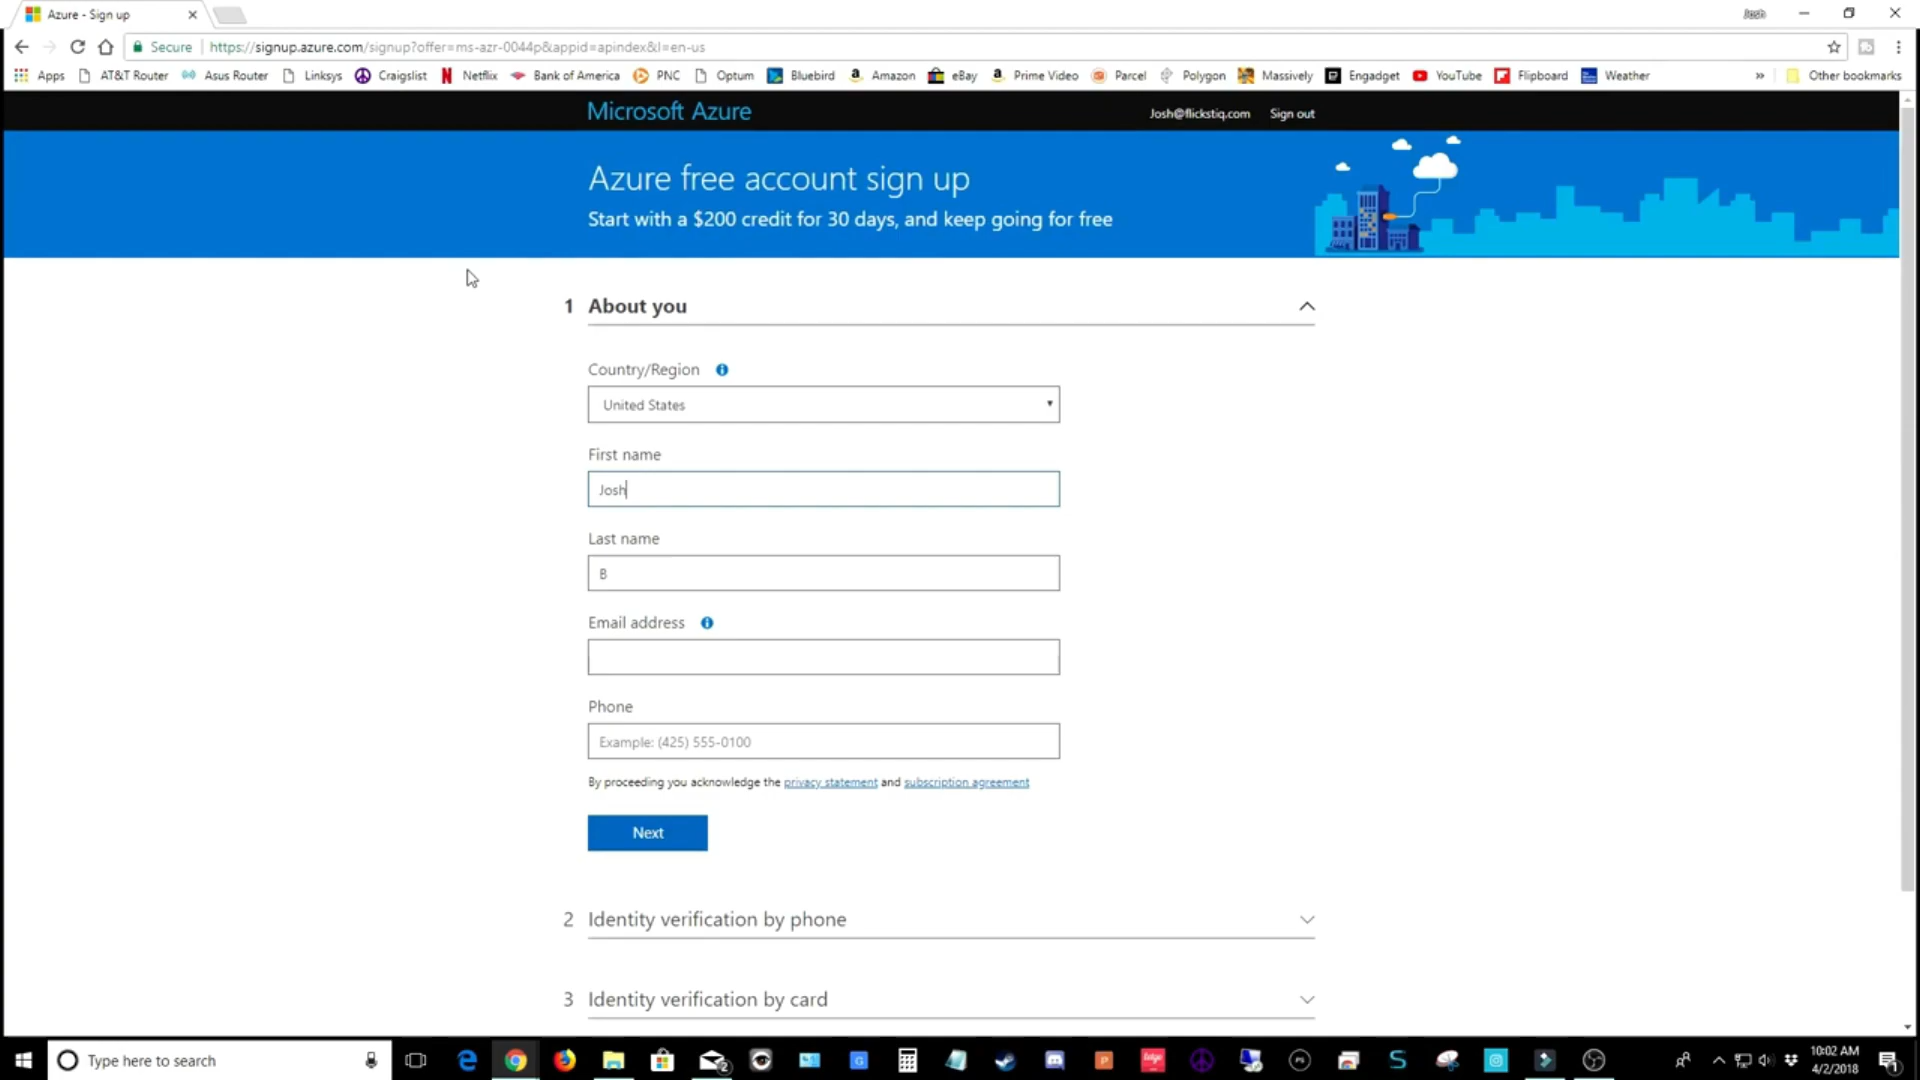 Azure - Sign up
Josh
Secure https://signup.azure.com/signup?offer=ms-azr-0044p&appid=apindex&l=en-us
Apps AT&T Router Asus Router Linksys Craigslist Netflix Bank of America PNC Optum Bluebird Amazon eBay Prime Video Parcel Polygon Massively Engadget YouTube Flipboard Weather » Other bookmarks
Microsoft Azure Josh@flickstiq.com Sign out
Azure free account sign up
Start with a $200 credit for 30 days, and keep going for free
1 About you
Country/Region
United States
First name
Josh
Last name
B
Email address
Phone
Example: (425) 555-0100
By proceeding you acknowledge the privacy statement and subscription agreement
Next
2 Identity verification by phone
3 Identity verification by card
Type here to search
10:02 AM
4/2/2018